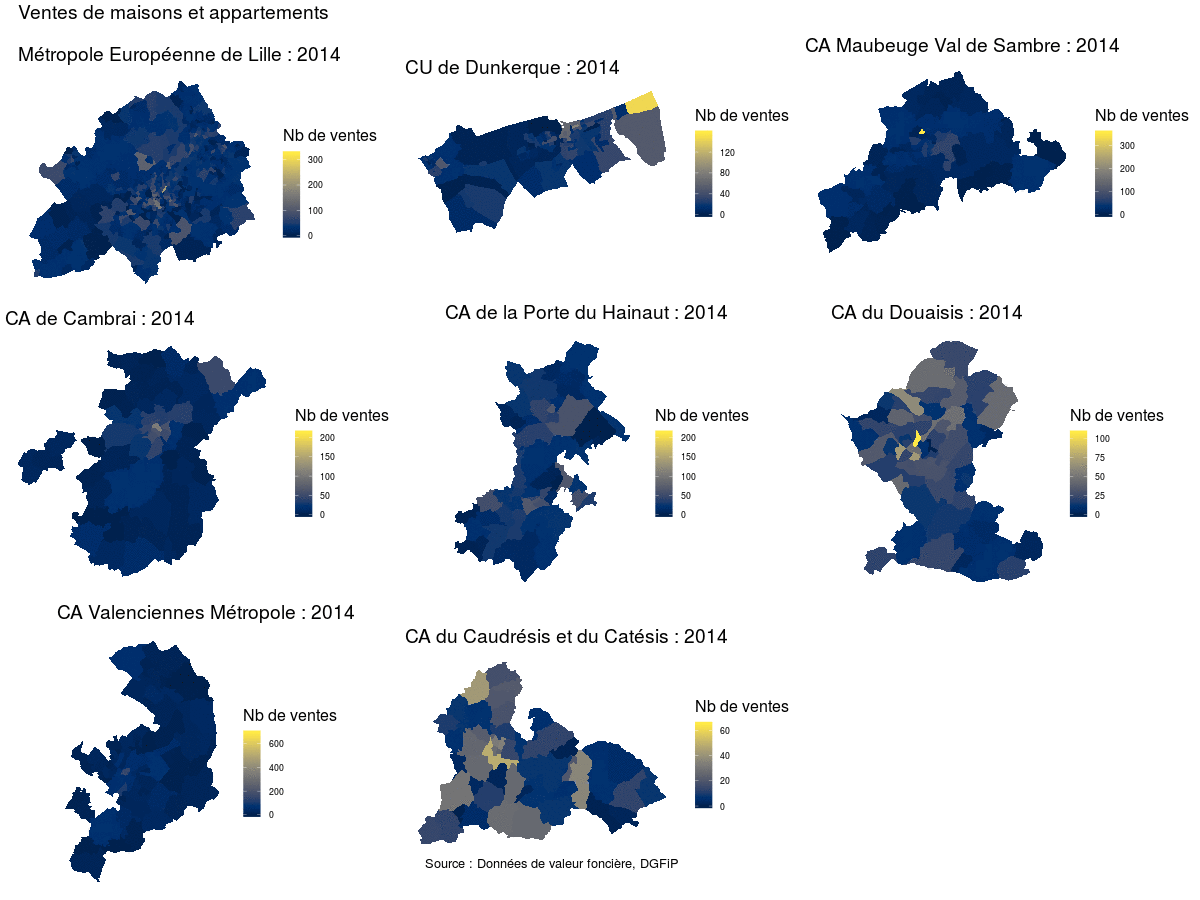 Ventes de maisons et appartements
Métropole Européenne de Lille : 2014
Nb de ventes
300
200
100
0
CU de Dunkerque : 2014
Nb de ventes
120
80
40
0
CA Maubeuge Val de Sambre : 2014
Nb de ventes
300
200
100
0
CA de Cambrai : 2014
Nb de ventes
200
150
100
50
0
CA de la Porte du Hainaut : 2014
Nb de ventes
200
150
100
50
0
CA du Douaisis : 2014
Nb de ventes
100
75
50
25
0
CA Valenciennes Métropole : 2014
Nb de ventes
600
400
200
0
CA du Caudrésis et du Catésis : 2014
Nb de ventes
60
40
20
0
Source : Données de valeur foncière, DGFiP